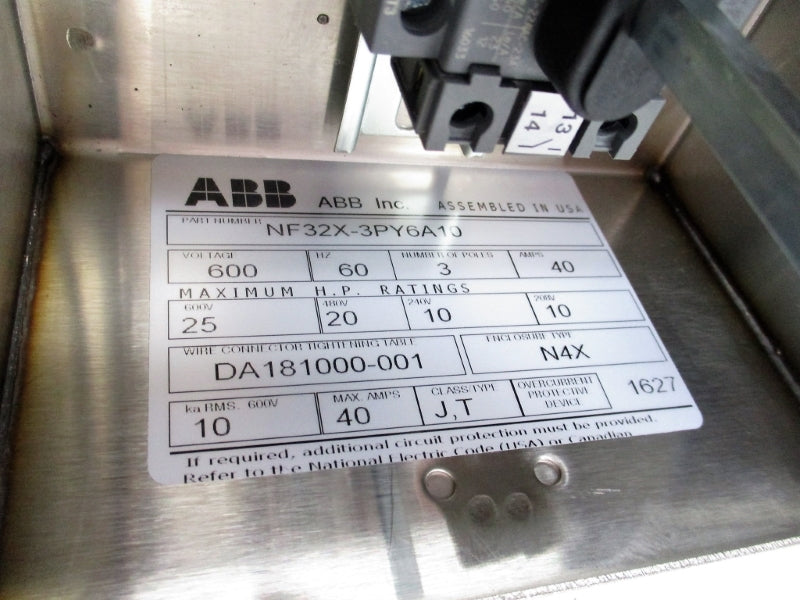 13
14
ABB ABB Inc. ASSEMBLED IN USA
PART NUMBER
NF32X-3PY6A10
VOLTAGE HZ NUMBER OF POLES AMPS
600 60 3 40
MAXIMUM H.P. RATINGS
600V 480V 240V 208V
25 20 10 10
WIRE CONNECTOR TIGHTENING TABLE ENCLOSURE TYPE
DA181000-001 N4X
ka RMS. 600V MAX. AMPS CLASS/TYPE OVERCURRENT PROTECTIVE DEVICE 1627
10 40 J,T
If required, additional circuit protection must be provided.
Refer to the National Electric Code (USA) or Canadian